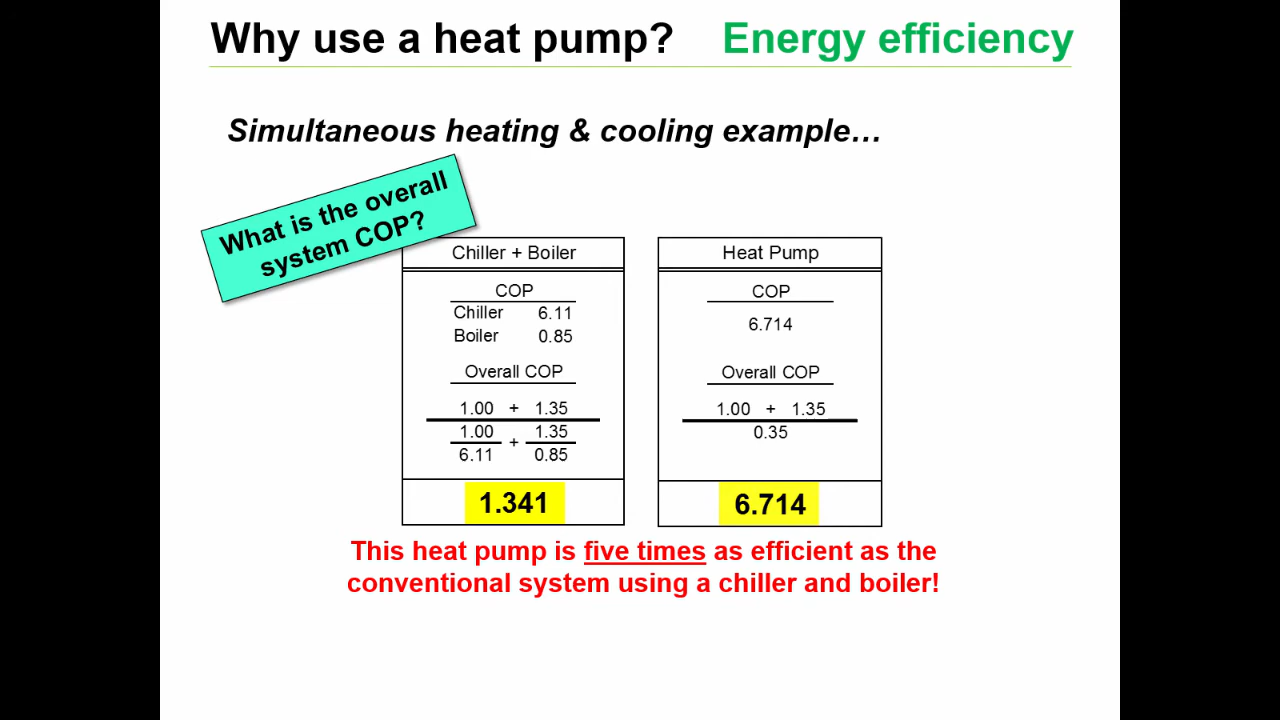 Why use a heat pump? Energy efficiency
Simultaneous heating & cooling example…
What is the overall
system COP?
Chiller + Boiler
COP
Chiller 6.11
Boiler 0.85
Overall COP
1.00 + 1.35
1.00 + 1.35
6.11 0.85
1.341
Heat Pump
COP
6.714
Overall COP
1.00 + 1.35
0.35
6.714
This heat pump is five times as efficient as the
conventional system using a chiller and boiler!